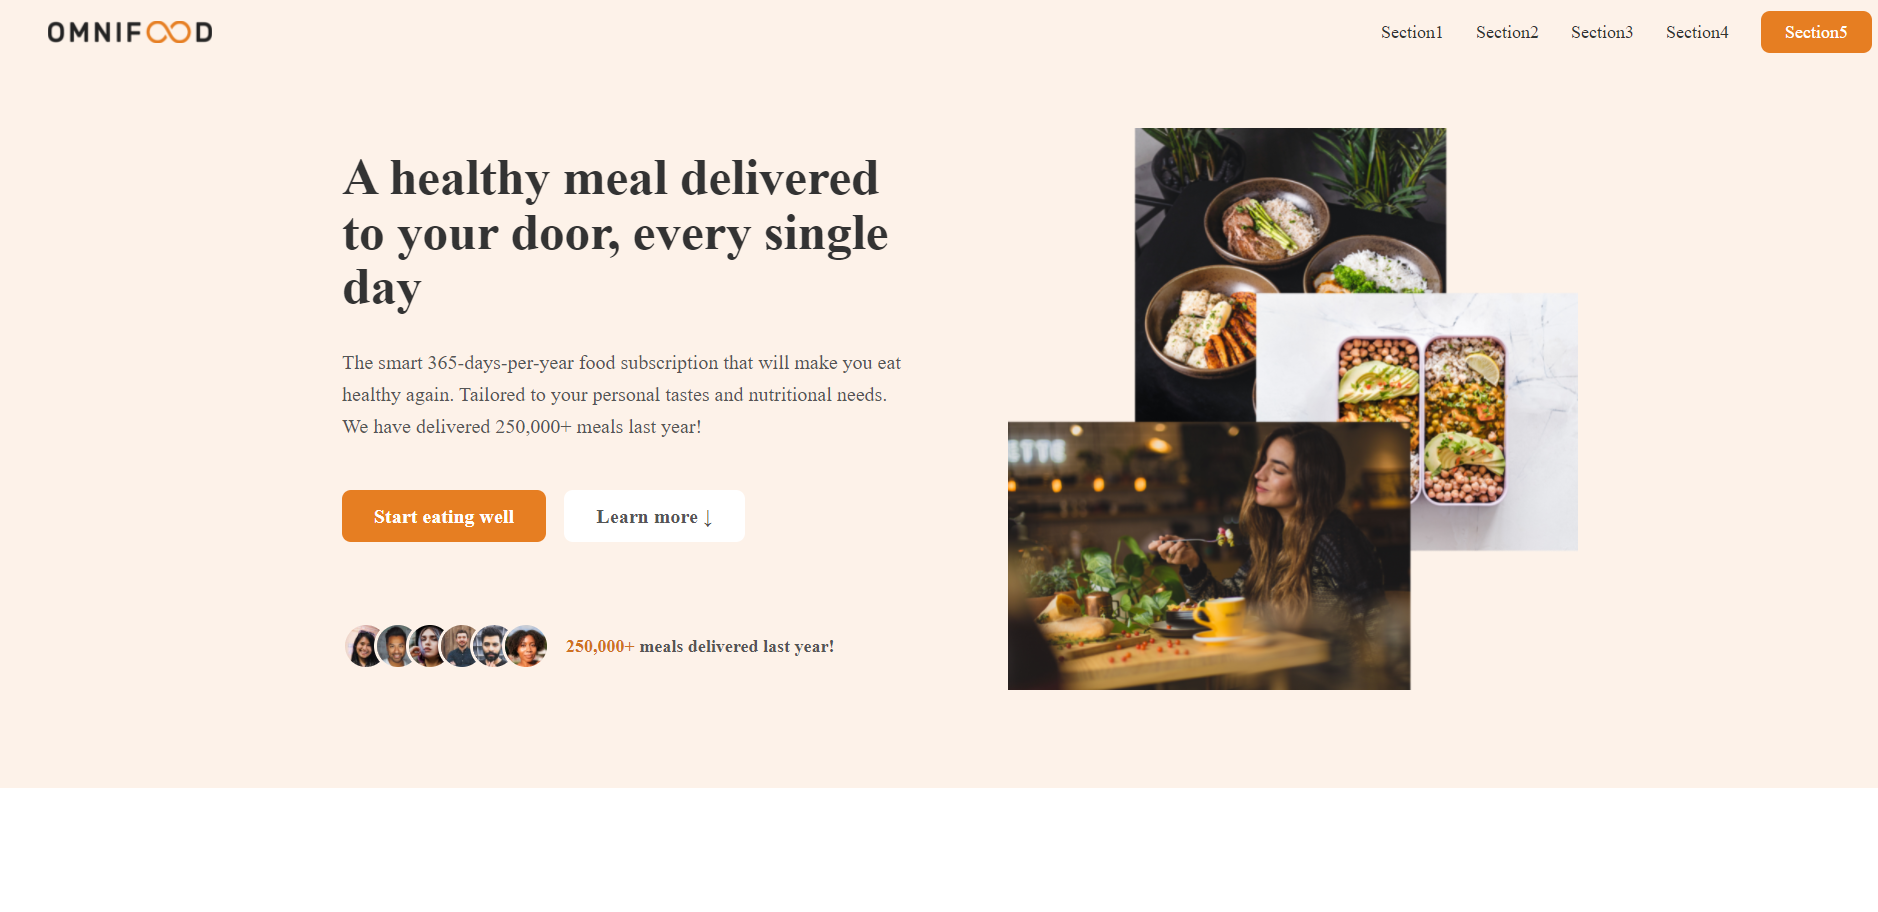 OMNIFOOD
Section1
Section2
Section3
Section4
Section5
A healthy meal delivered
to your door, every single
day
The smart 365-days-per-year food subscription that will make you eat
healthy again. Tailored to your personal tastes and nutritional needs.
We have delivered 250,000+ meals last year!
Start eating well
Learn more ↓
250,000+ meals delivered last year!
ETTE